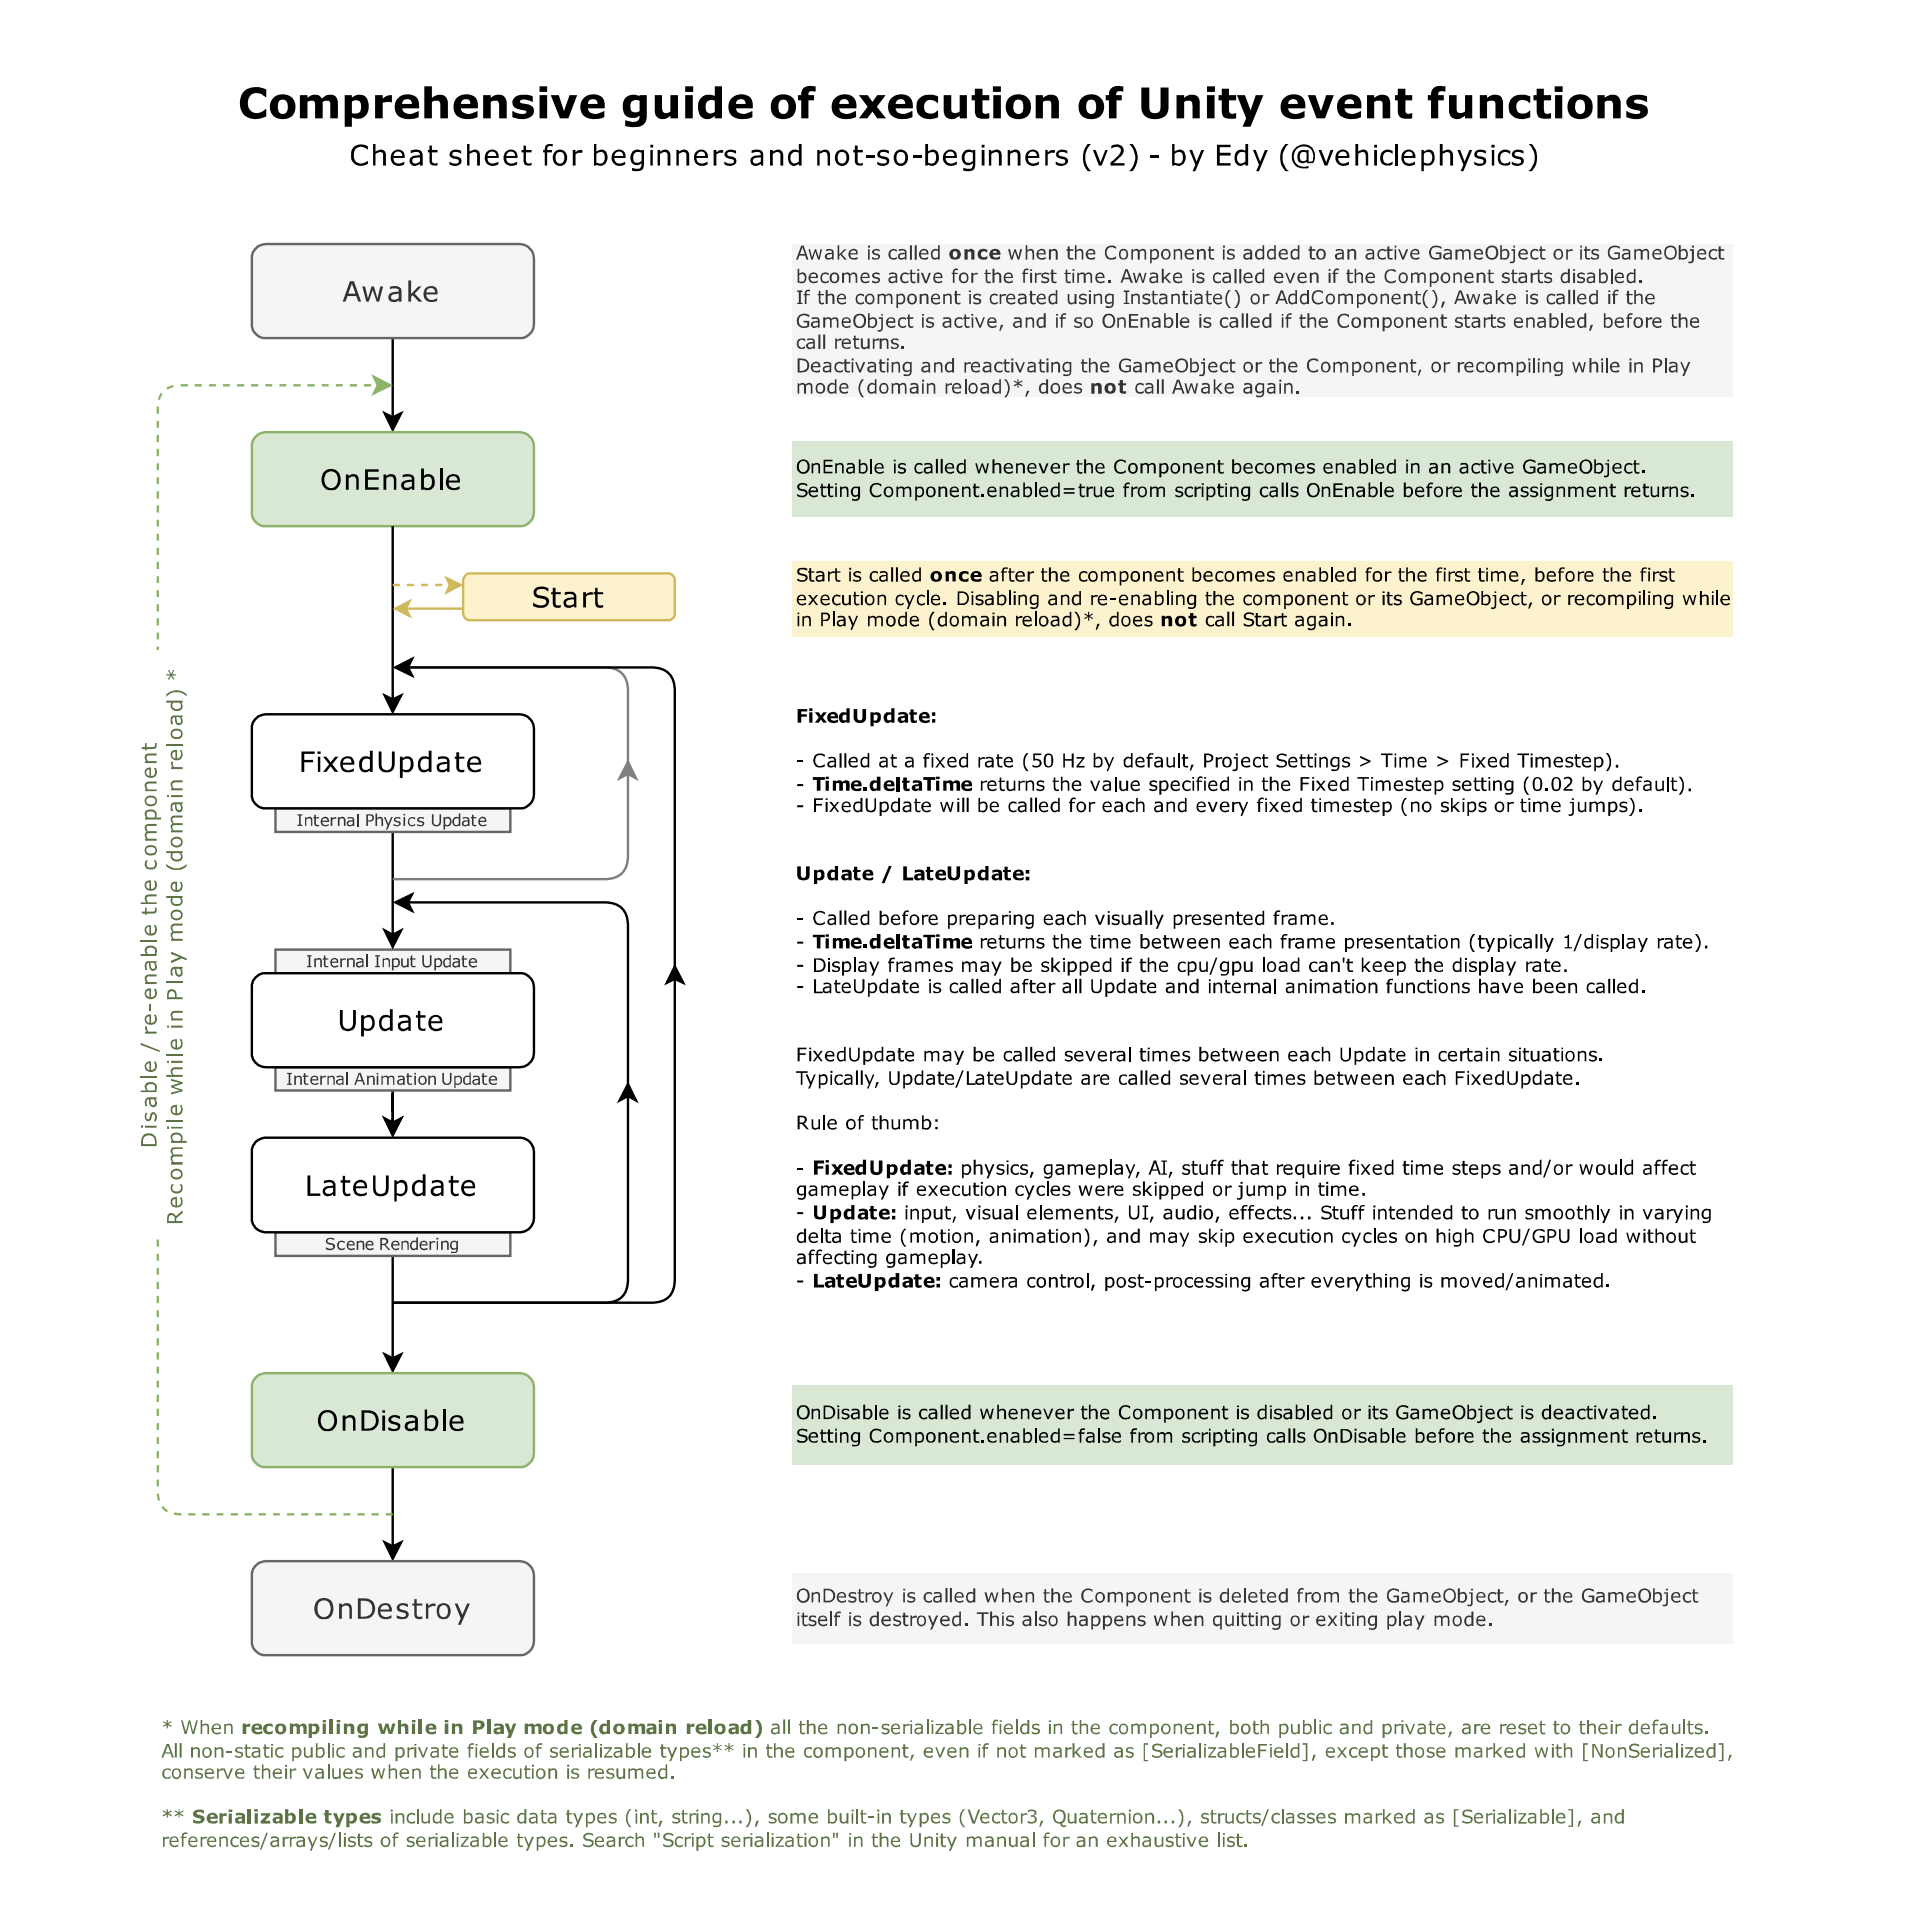 Comprehensive guide of execution of Unity event functions
Cheat sheet for beginners and not-so-beginners (v2) - by Edy (@vehiclephysics)
Awake
Awake is called once when the Component is added to an active GameObject or its GameObject
becomes active for the first time. Awake is called even if the Component starts disabled.
If the component is created using Instantiate() or AddComponent(), Awake is called if the
GameObject is active, and if so OnEnable is called if the Component starts enabled, before the
call returns.
Deactivating and reactivating the GameObject or the Component, or recompiling while in Play
mode (domain reload)*, does not call Awake again.
OnEnable
OnEnable is called whenever the Component becomes enabled in an active GameObject.
Setting Component.enabled=true from scripting calls OnEnable before the assignment returns.
Start
Start is called once after the component becomes enabled for the first time, before the first
execution cycle. Disabling and re-enabling the component or its GameObject, or recompiling while
in Play mode (domain reload)*, does not call Start again.
Disable / re-enable the component
Recompile while in Play mode (domain reload) *
FixedUpdate
Internal Physics Update
FixedUpdate:
- Called at a fixed rate (50 Hz by default, Project Settings > Time > Fixed Timestep).
- Time.deltaTime returns the value specified in the Fixed Timestep setting (0.02 by default).
- FixedUpdate will be called for each and every fixed timestep (no skips or time jumps).
Internal Input Update
Update
Internal Animation Update
LateUpdate
Scene Rendering
Update / LateUpdate:
- Called before preparing each visually presented frame.
- Time.deltaTime returns the time between each frame presentation (typically 1/display rate).
- Display frames may be skipped if the cpu/gpu load can't keep the display rate.
- LateUpdate is called after all Update and internal animation functions have been called.
FixedUpdate may be called several times between each Update in certain situations.
Typically, Update/LateUpdate are called several times between each FixedUpdate.
Rule of thumb:
- FixedUpdate: physics, gameplay, AI, stuff that require fixed time steps and/or would affect
gameplay if execution cycles were skipped or jump in time.
- Update: input, visual elements, UI, audio, effects... Stuff intended to run smoothly in varying
delta time (motion, animation), and may skip execution cycles on high CPU/GPU load without
affecting gameplay.
- LateUpdate: camera control, post-processing after everything is moved/animated.
OnDisable
OnDisable is called whenever the Component is disabled or its GameObject is deactivated.
Setting Component.enabled=false from scripting calls OnDisable before the assignment returns.
OnDestroy
OnDestroy is called when the Component is deleted from the GameObject, or the GameObject
itself is destroyed. This also happens when quitting or exiting play mode.
* When recompiling while in Play mode (domain reload) all the non-serializable fields in the component, both public and private, are reset to their defaults.
All non-static public and private fields of serializable types** in the component, even if not marked as [SerializableField], except those marked with [NonSerialized],
conserve their values when the execution is resumed.
** Serializable types include basic data types (int, string...), some built-in types (Vector3, Quaternion...), structs/classes marked as [Serializable], and
references/arrays/lists of serializable types. Search "Script serialization" in the Unity manual for an exhaustive list.